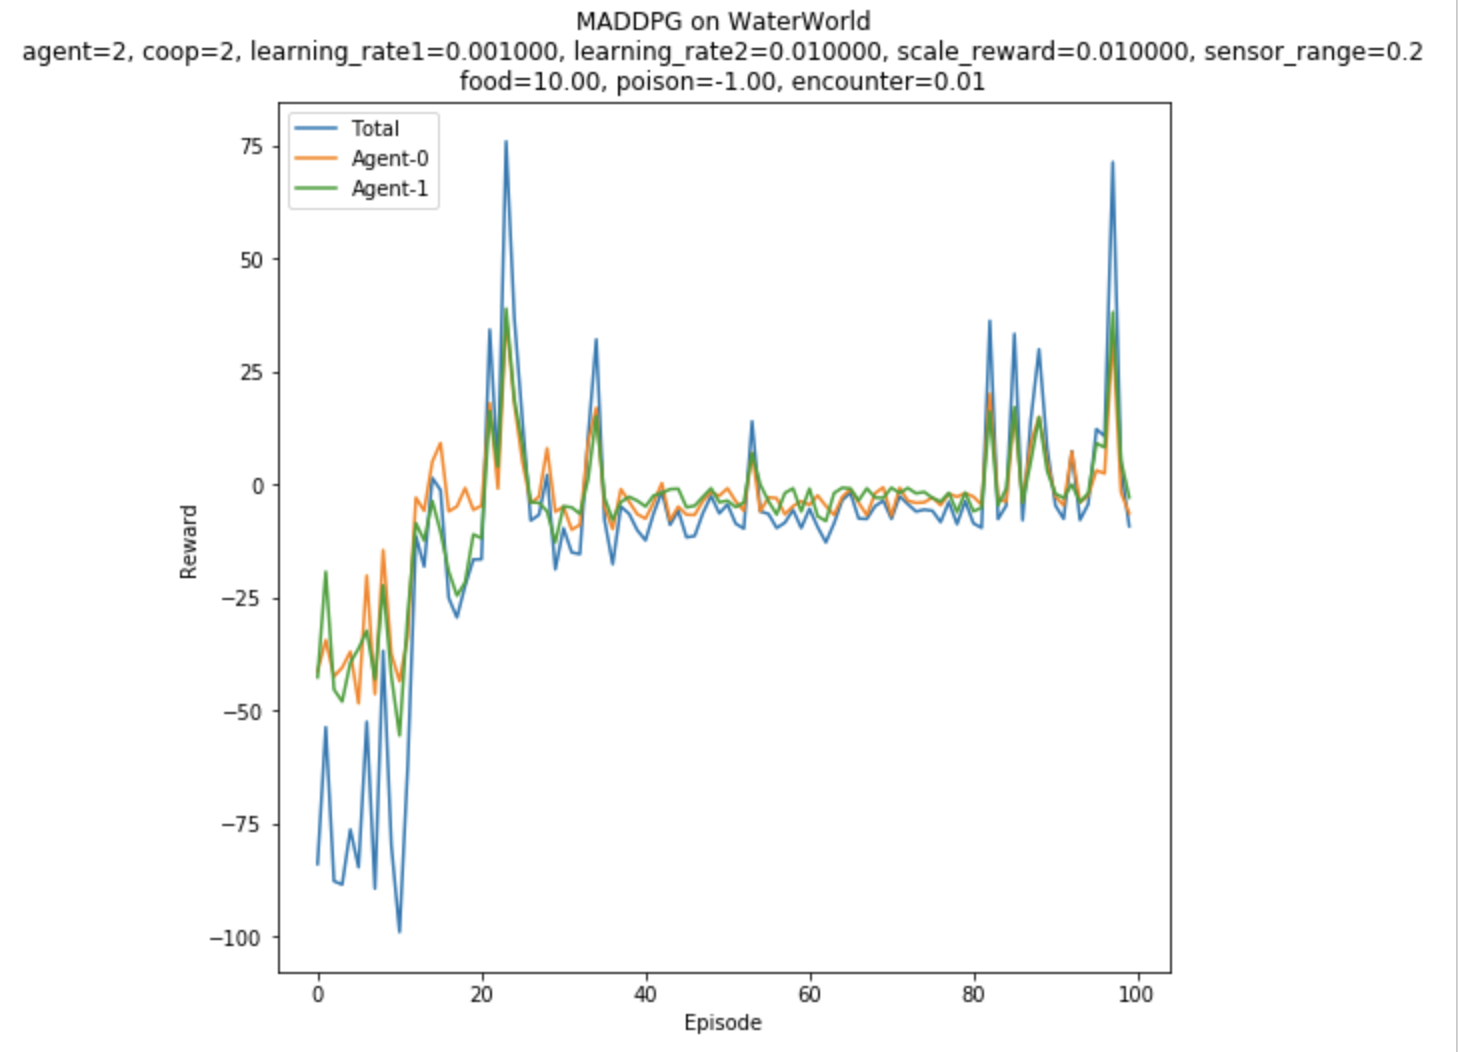 MADDPG on WaterWorld
agent=2, coop=2, learning_rate1=0.001000, learning_rate2=0.010000, scale_reward=0.010000, sensor_range=0.2
food=10.00, poison=-1.00, encounter=0.01
Total
Agent-0
Agent-1
75
50
25
0
−25
−50
−75
−100
Reward
0 20 40 60 80 100
Episode